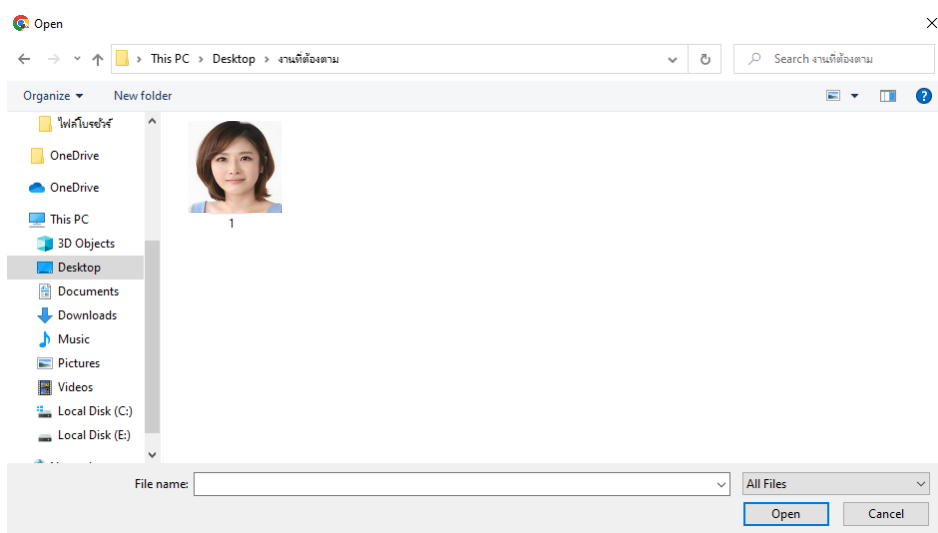 Open
This PC > Desktop > งานที่ต้องตาม
Search งานที่ต้องตาม
Organize
New folder
ไฟล์โบรชัวร์
OneDrive
OneDrive
This PC
3D Objects
Desktop
Documents
Downloads
Music
Pictures
Videos
Local Disk (C:)
Local Disk (E:)
1
File name:
All Files
Open
Cancel